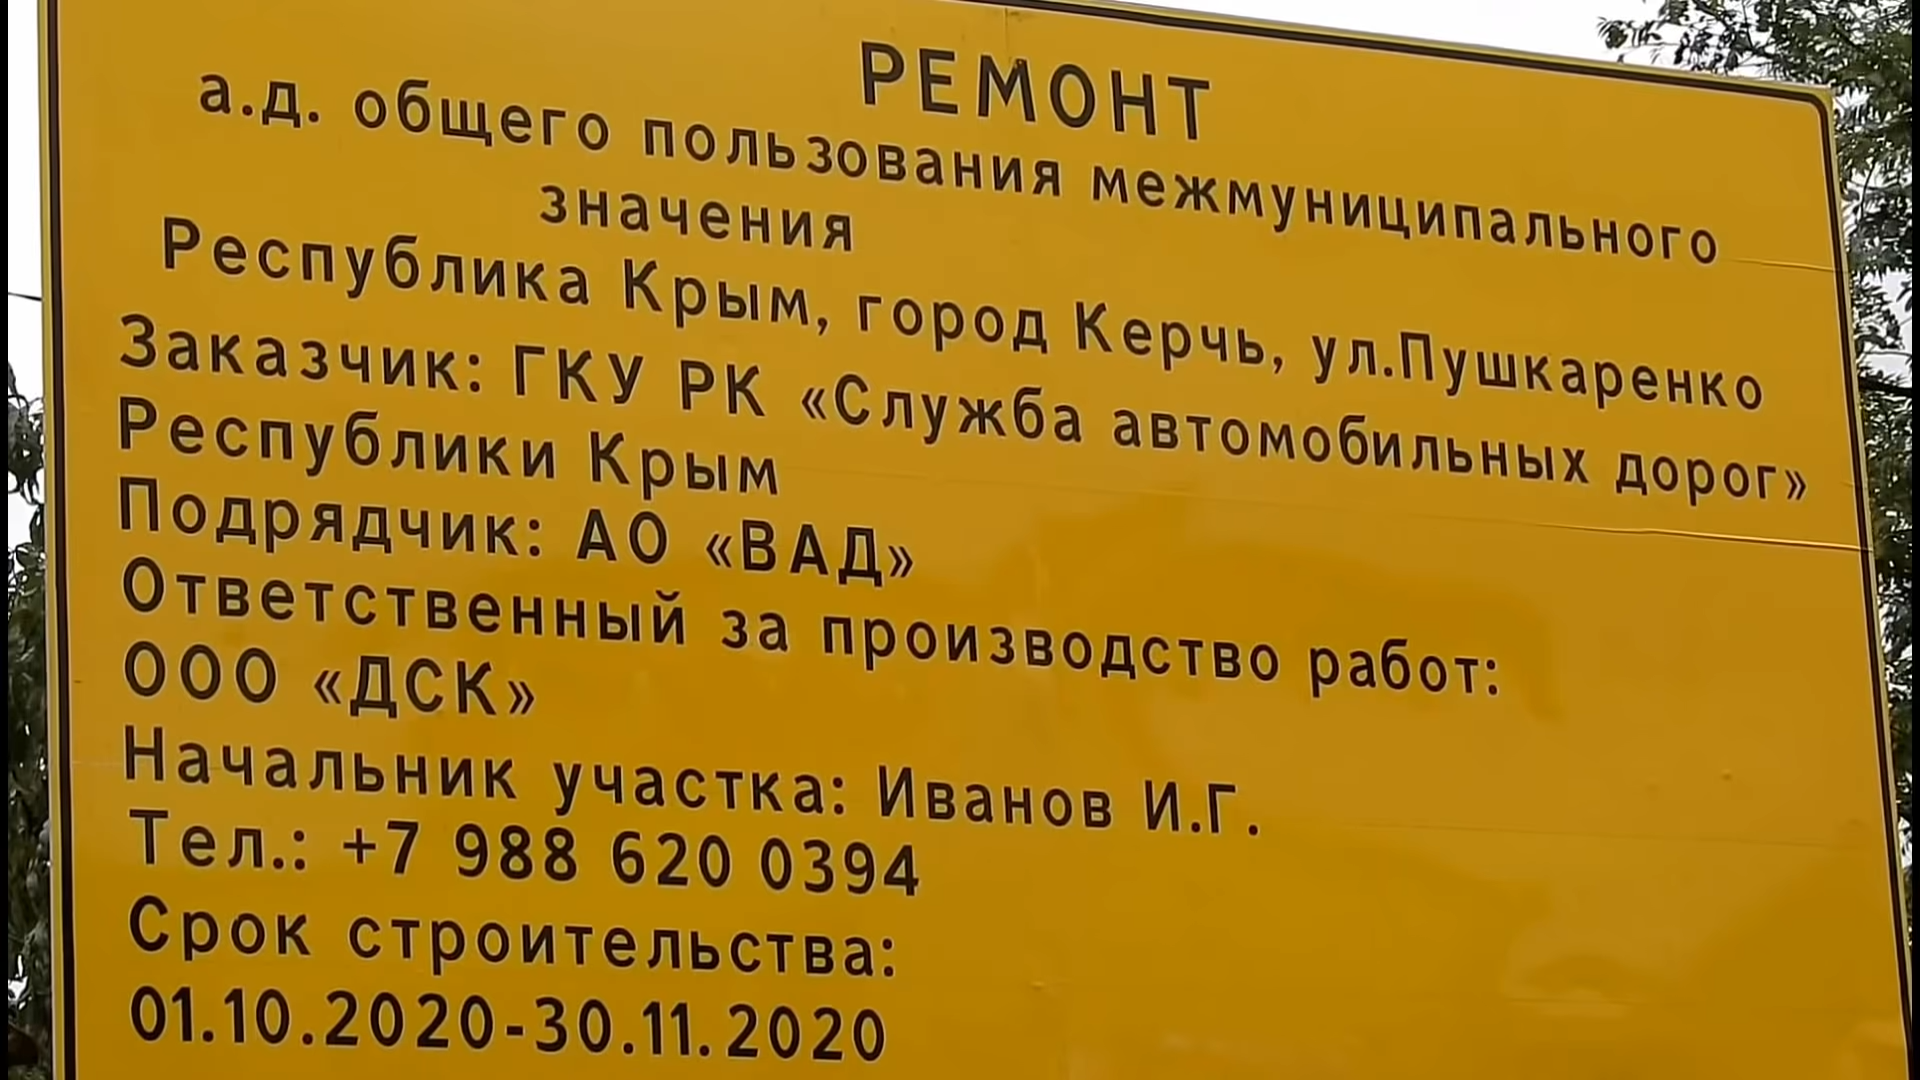 РЕМОНТ
а.д. общего пользования межмуниципального
значения
Республика Крым, город Керчь, ул.Пушкаренко
Заказчик: ГКУ РК «Служба автомобильных дорог»
Республики Крым
Подрядчик: АО «ВАД»
Ответственный за производство работ:
ООО «ДСК»
Начальник участка: Иванов И.Г.
Тел.: +7 988 620 0394
Срок строительства:
01.10.2020-30.11.2020